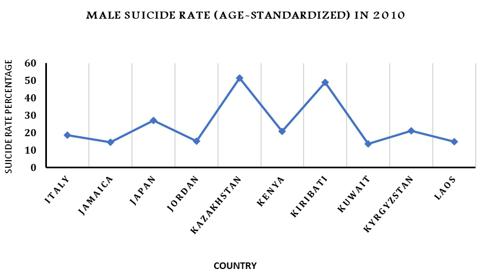 MALE SUICIDE RATE (AGE-STANDARDIZED) IN 2010
SUICIDE RATE PERCENTAGE
60
50
40
30
20
10
0
ITALY
JAMAICA
JAPAN
JORDAN
KAZAKHSTAN
KENYA
KIRIBATI
KUWAIT
KYRGYZSTAN
LAOS
COUNTRY